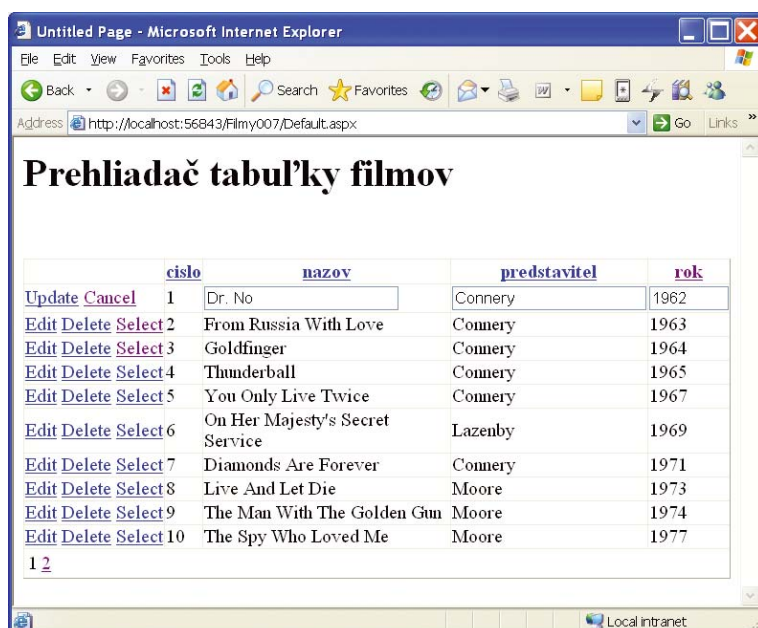 Untitled Page - Microsoft Internet Explorer
File Edit View Favorites Tools Help
Back Search Favorites
Address http://localhost:56843/Filmy007/Default.aspx Go Links »
Prehliadač tabuľky filmov
cislo nazov predstavitel rok
Update Cancel 1 Dr. No Connery 1962
Edit Delete Select 2 From Russia With Love Connery 1963
Edit Delete Select 3 Goldfinger Connery 1964
Edit Delete Select 4 Thunderball Connery 1965
Edit Delete Select 5 You Only Live Twice Connery 1967
Edit Delete Select 6 On Her Majesty's Secret Service Lazenby 1969
Edit Delete Select 7 Diamonds Are Forever Connery 1971
Edit Delete Select 8 Live And Let Die Moore 1973
Edit Delete Select 9 The Man With The Golden Gun Moore 1974
Edit Delete Select 10 The Spy Who Loved Me Moore 1977
1 2
Local intranet